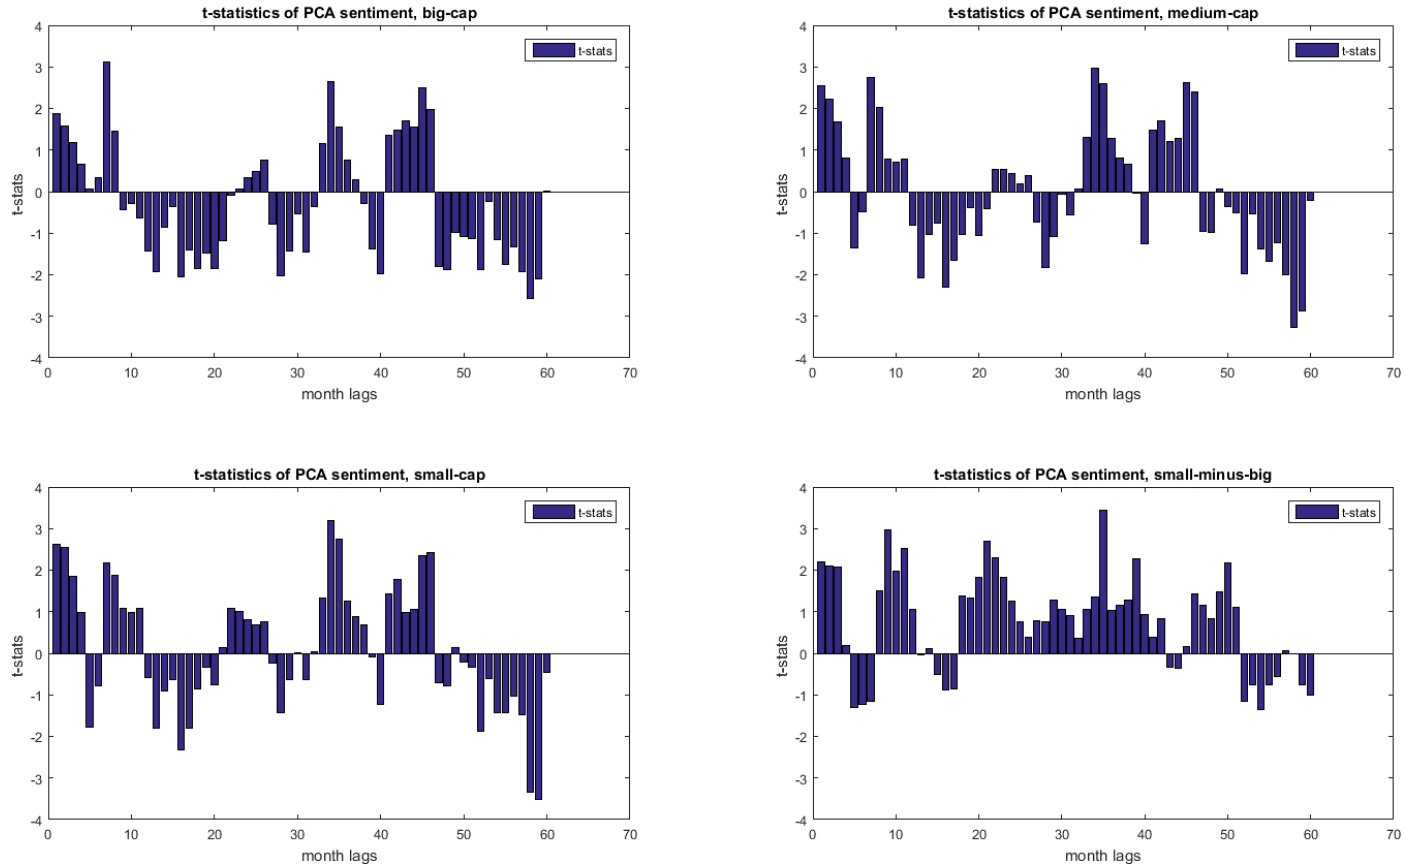 t-statistics of PCA sentiment, big-cap
4
3
2
1
0
-1
-2
-3
-4
t-stats
t-stats
0 10 20 30 40 50 60 70
month lags
t-statistics of PCA sentiment, medium-cap
4
3
2
1
0
-1
-2
-3
-4
t-stats
t-stats
0 10 20 30 40 50 60 70
month lags
t-statistics of PCA sentiment, small-cap
4
3
2
1
0
-1
-2
-3
-4
t-stats
t-stats
0 10 20 30 40 50 60 70
month lags
t-statistics of PCA sentiment, small-minus-big
4
3
2
1
0
-1
-2
-3
-4
t-stats
t-stats
0 10 20 30 40 50 60 70
month lags